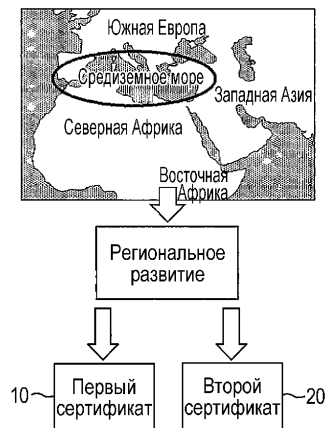 Южная Европа
Средиземное море
Западная Азия
Северная Африка
Восточная
Африка
Региональное
развитие
10
Первый
сертификат
Второй
сертификат
20